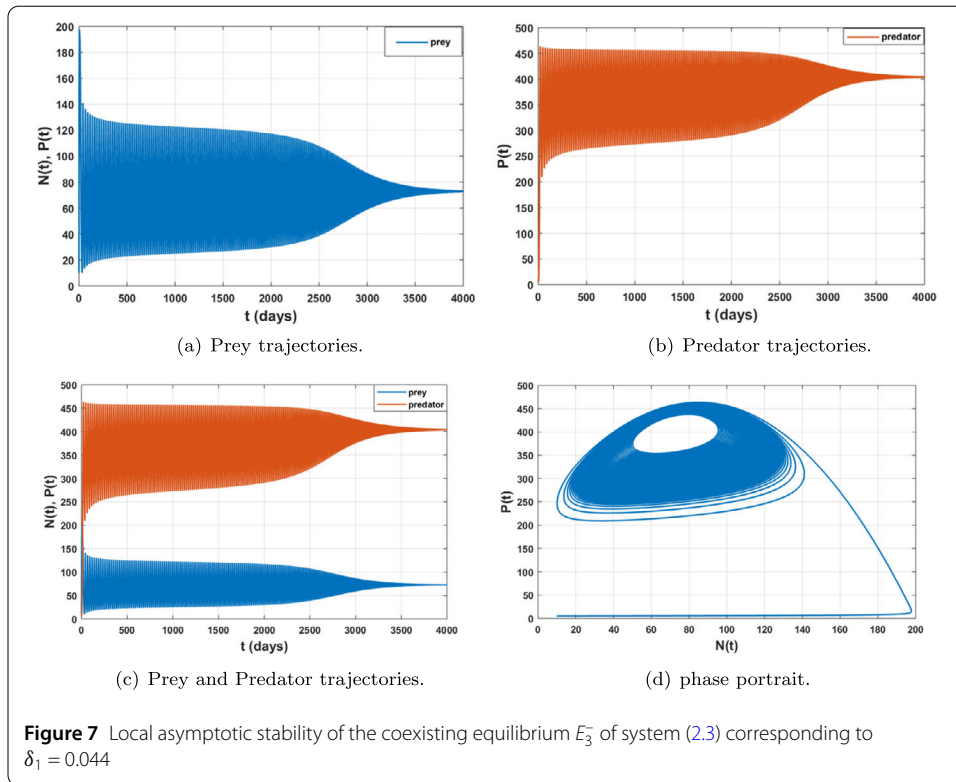 200
180
160
140
120
100
80
60
40
20
0
N(t), P(t)
prey
0 500 1000 1500 2000 2500 3000 3500 4000
t (days)
(a) Prey trajectories.
500
450
400
350
300
250
200
150
100
50
0
P(t)
predator
0 500 1000 1500 2000 2500 3000 3500 4000
t (days)
(b) Predator trajectories.
500
450
400
350
300
250
200
150
100
50
0
N(t), P(t)
prey
predator
0 500 1000 1500 2000 2500 3000 3500 4000
t (days)
(c) Prey and Predator trajectories.
500
450
400
350
300
250
200
150
100
50
0
P(t)
0 20 40 60 80 100 120 140 160 180 200
N(t)
(d) phase portrait.
Figure 7 Local asymptotic stability of the coexisting equilibrium E₃⁻ of system (2.3) corresponding to
δ₁ = 0.044